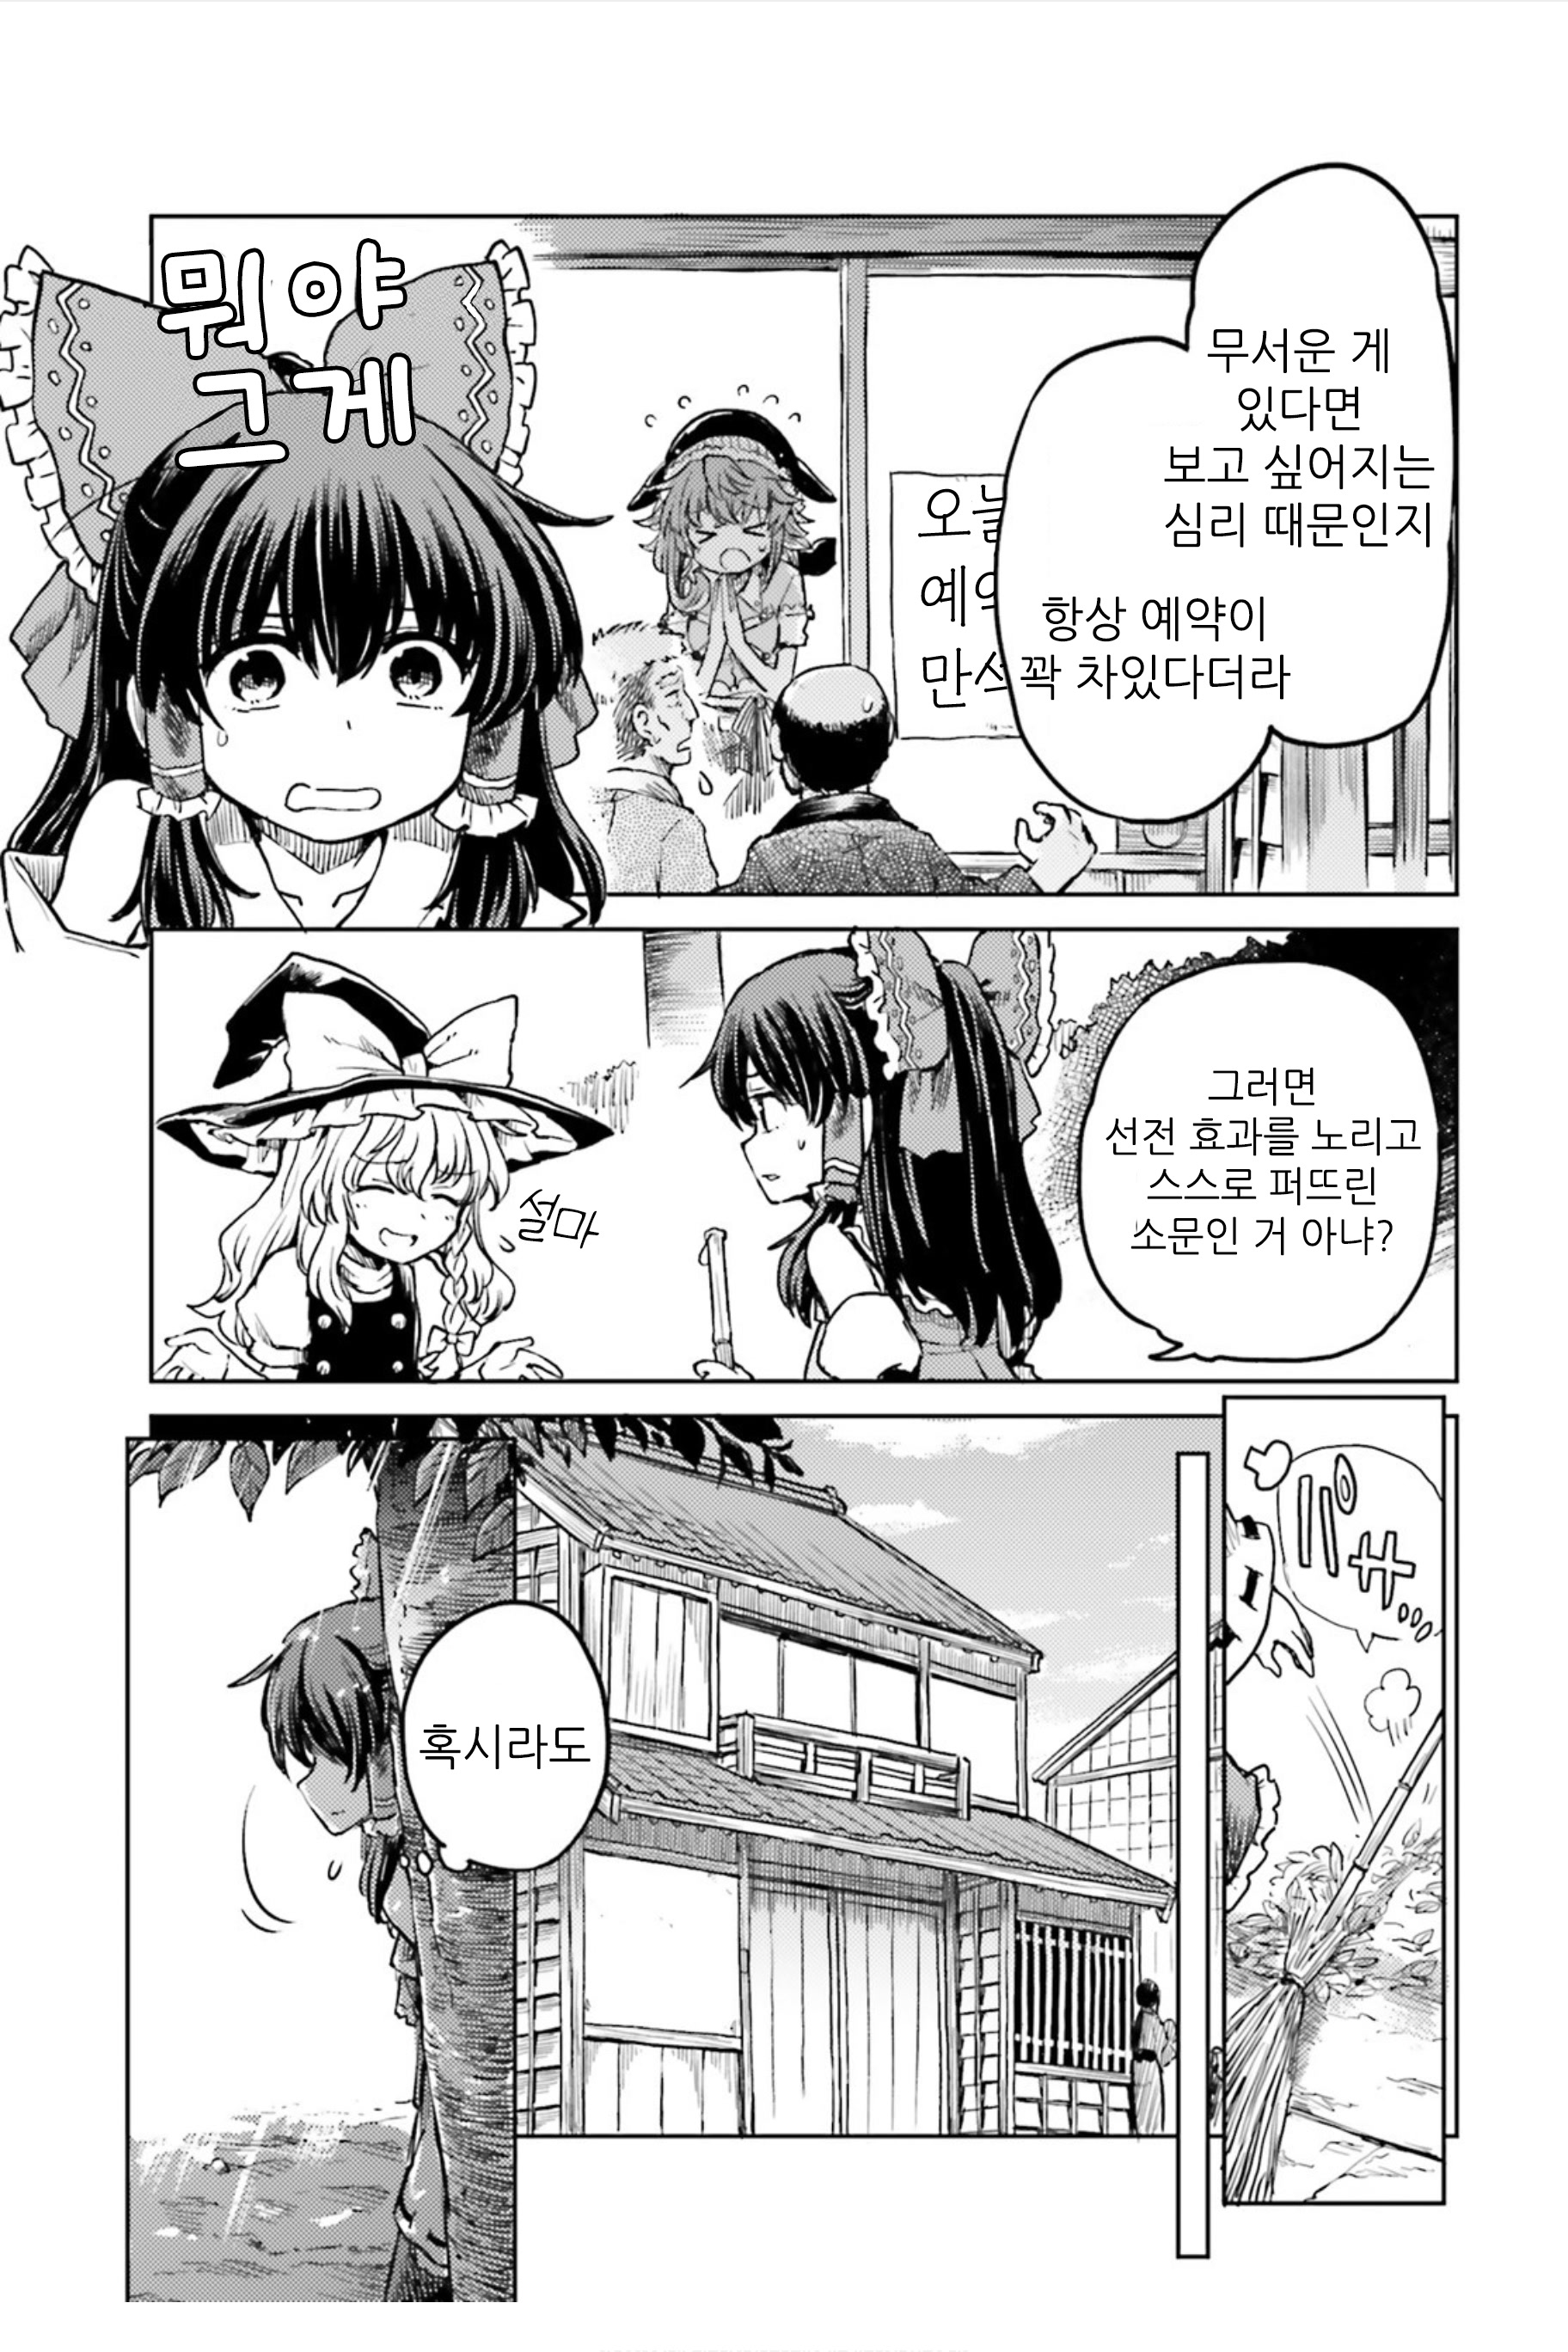 무서운 게
있다면
보고 싶어지는
심리 때문인지
항상 예약이
꽉 차있다더라
오늘
예약
만석
뭐야
그게
그러면
선전 효과를 노리고
스스로 퍼뜨린
소문인 거 아냐?
설마
バサ…
혹시라도